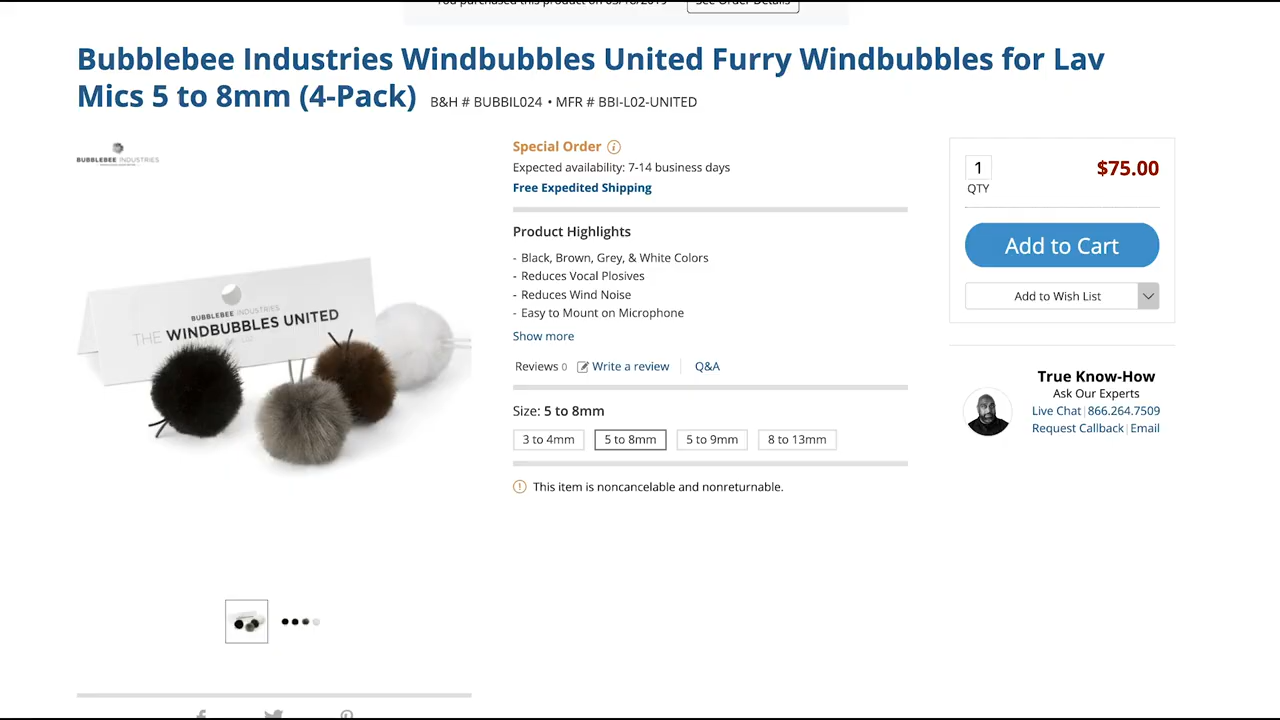 You purchased this product on 03/18/2019 See Order Details
Bubblebee Industries Windbubbles United Furry Windbubbles for Lav
Mics 5 to 8mm (4-Pack) B&H # BUBBIL024 • MFR # BBI-L02-UNITED
BUBBLEBEE INDUSTRIES
Special Order
Expected availability: 7-14 business days
Free Expedited Shipping
1
QTY
$75.00
Add to Cart
Add to Wish List
Product Highlights
- Black, Brown, Grey, & White Colors
- Reduces Vocal Plosives
- Reduces Wind Noise
- Easy to Mount on Microphone
Show more
Reviews 0 Write a review Q&A
BUBBLEBEE INDUSTRIES
THE WINDBUBBLES UNITED
Size: 5 to 8mm
3 to 4mm 5 to 8mm 5 to 9mm 8 to 13mm
This item is noncancelable and nonreturnable.
True Know-How
Ask Our Experts
Live Chat | 866.264.7509
Request Callback | Email